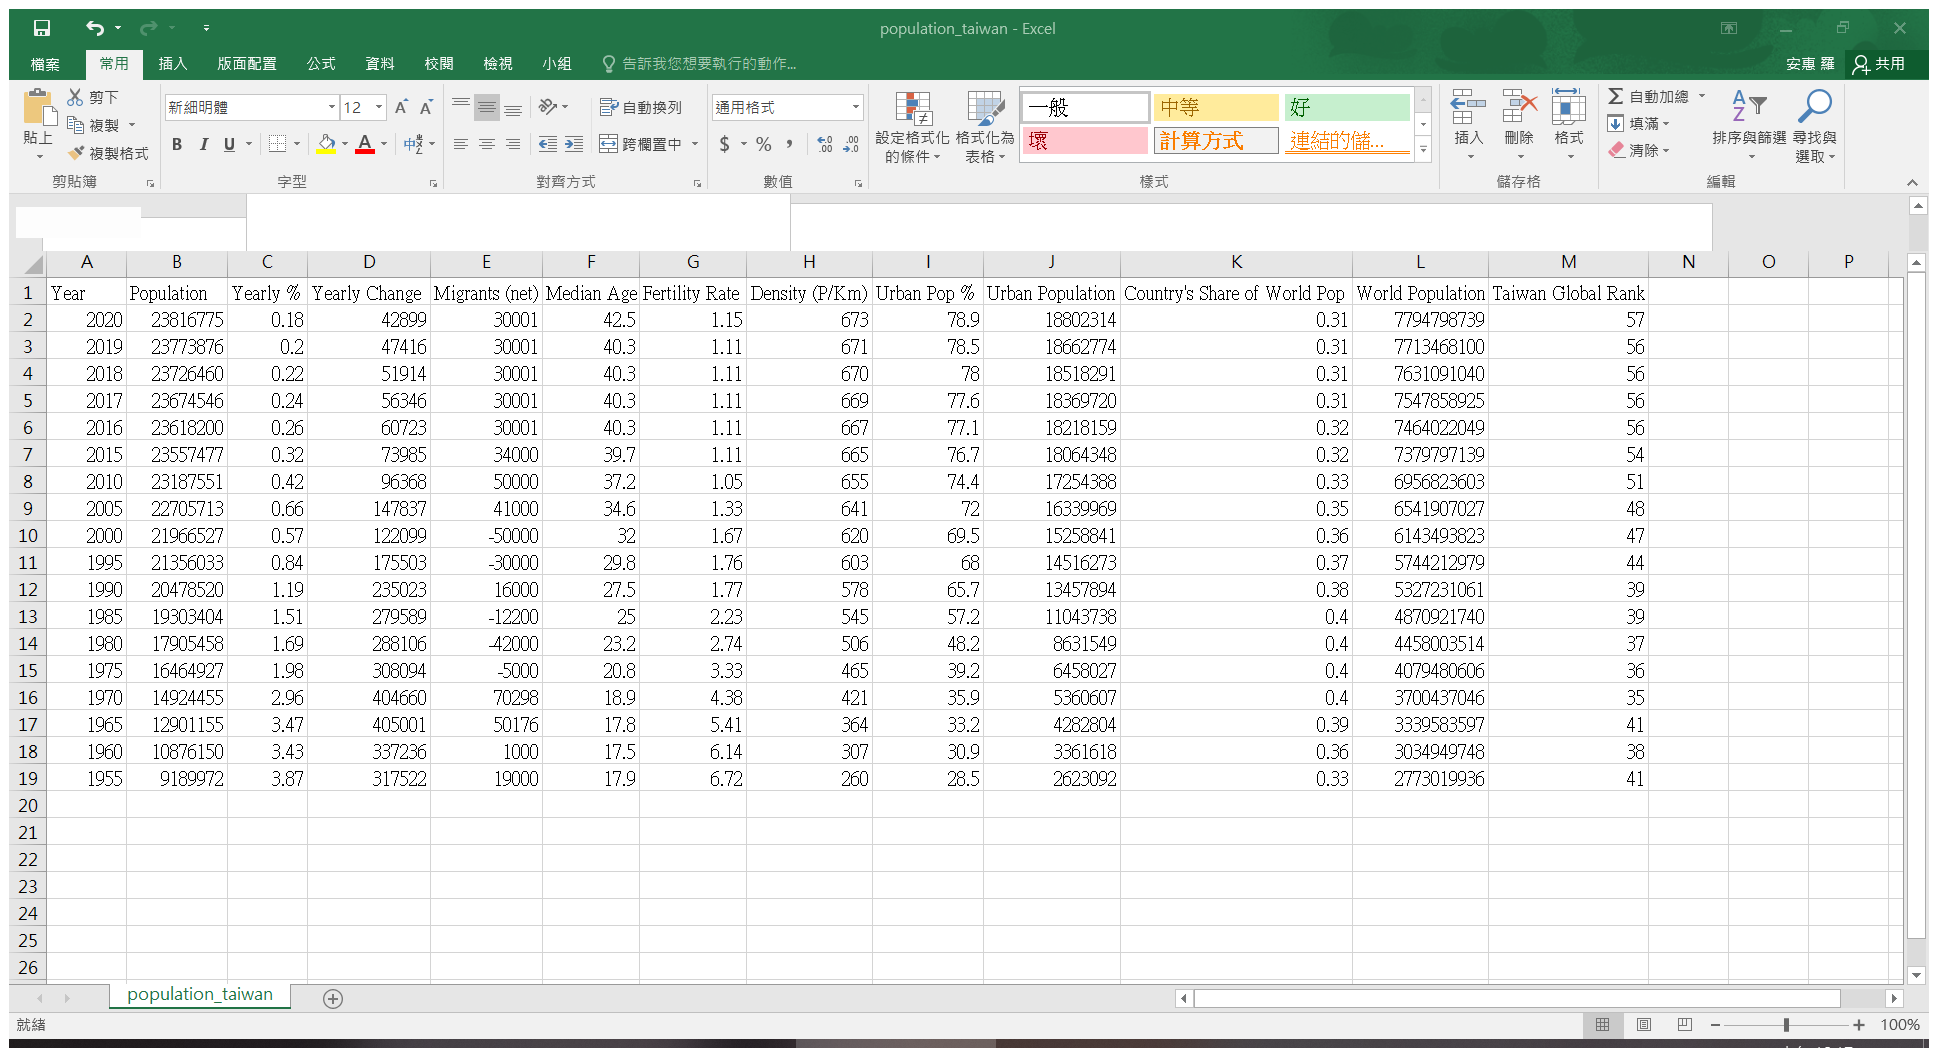 population_taiwan - Excel
檔案 常用 插入 版面配置 公式 資料 校閱 檢視 小組 告訴我您想要執行的動作... 安惠 羅 共用
貼上 剪下 複製 複製格式 剪貼簿
新細明體 12 A A B I U A 中 字型
自動換列 跨欄置中 對齊方式
通用格式 $ % , .0 .00 .00 .0 數值
設定格式化的條件 格式化為表格 一般 中等 好 壞 計算方式 連結的儲... 樣式
插入 刪除 格式 儲存格
自動加總 填滿 清除 排序與篩選 尋找與選取 編輯
A B C D E F G H I J K L M N O P
1 Year Population Yearly % Yearly Change Migrants (net) Median Age Fertility Rate Density (P/Km) Urban Pop % Urban Population Country's Share of World Pop World Population Taiwan Global Rank
2 2020 23816775 0.18 42899 30001 42.5 1.15 673 78.9 18802314 0.31 7794798739 57
3 2019 23773876 0.2 47416 30001 40.3 1.11 671 78.5 18662774 0.31 7713468100 56
4 2018 23726460 0.22 51914 30001 40.3 1.11 670 78 18518291 0.31 7631091040 56
5 2017 23674546 0.24 56346 30001 40.3 1.11 669 77.6 18369720 0.31 7547858925 56
6 2016 23618200 0.26 60723 30001 40.3 1.11 667 77.1 18218159 0.32 7464022049 56
7 2015 23557477 0.32 73985 34000 39.7 1.11 665 76.7 18064348 0.32 7379797139 54
8 2010 23187551 0.42 96368 50000 37.2 1.05 655 74.4 17254388 0.33 6956823603 51
9 2005 22705713 0.66 147837 41000 34.6 1.33 641 72 16339969 0.35 6541907027 48
10 2000 21966527 0.57 122099 -50000 32 1.67 620 69.5 15258841 0.36 6143493823 47
11 1995 21356033 0.84 175503 -30000 29.8 1.76 603 68 14516273 0.37 5744212979 44
12 1990 20478520 1.19 235023 16000 27.5 1.77 578 65.7 13457894 0.38 5327231061 39
13 1985 19303404 1.51 279589 -12200 25 2.23 545 57.2 11043738 0.4 4870921740 39
14 1980 17905458 1.69 288106 -42000 23.2 2.74 506 48.2 8631549 0.4 4458003514 37
15 1975 16464927 1.98 308094 -5000 20.8 3.33 465 39.2 6458027 0.4 4079480606 36
16 1970 14924455 2.96 404660 70298 18.9 4.38 421 35.9 5360607 0.4 3700437046 35
17 1965 12901155 3.47 405001 50176 17.8 5.41 364 33.2 4282804 0.39 3339583597 41
18 1960 10876150 3.43 337236 1000 17.5 6.14 307 30.9 3361618 0.36 3034949748 38
19 1955 9189972 3.87 317522 19000 17.9 6.72 260 28.5 2623092 0.33 2773019936 41
20
21
22
23
24
25
26
population_taiwan
就緒 100%